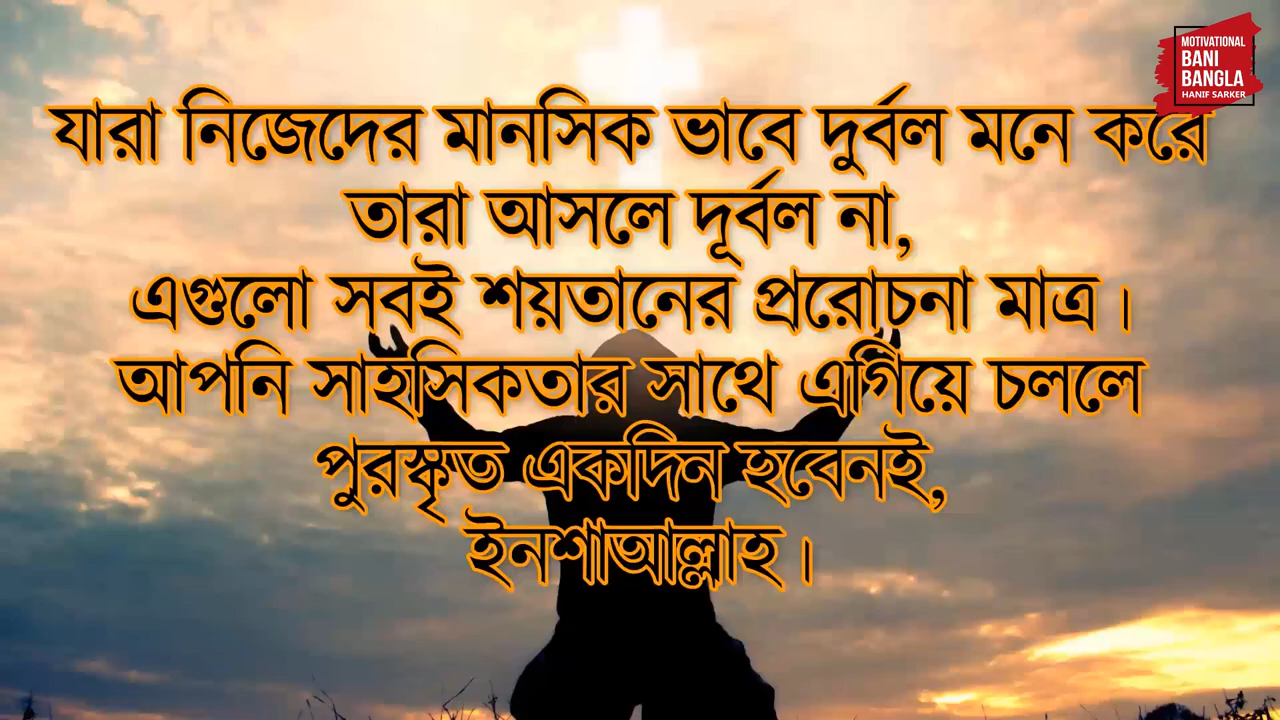 MOTIVATIONAL
BANI
BANGLA
HANIF SARKER
যারা নিজেদের মানসিক ভাবে দুর্বল মনে করে
তারা আসলে দূর্বল না,
এগুলো সবই শয়তানের প্ররোচনা মাত্র।
আপনি সাহসিকতার সাথে এগিয়ে চললে
পুরস্কৃত একদিন হবেনই,
ইনশাআল্লাহ।